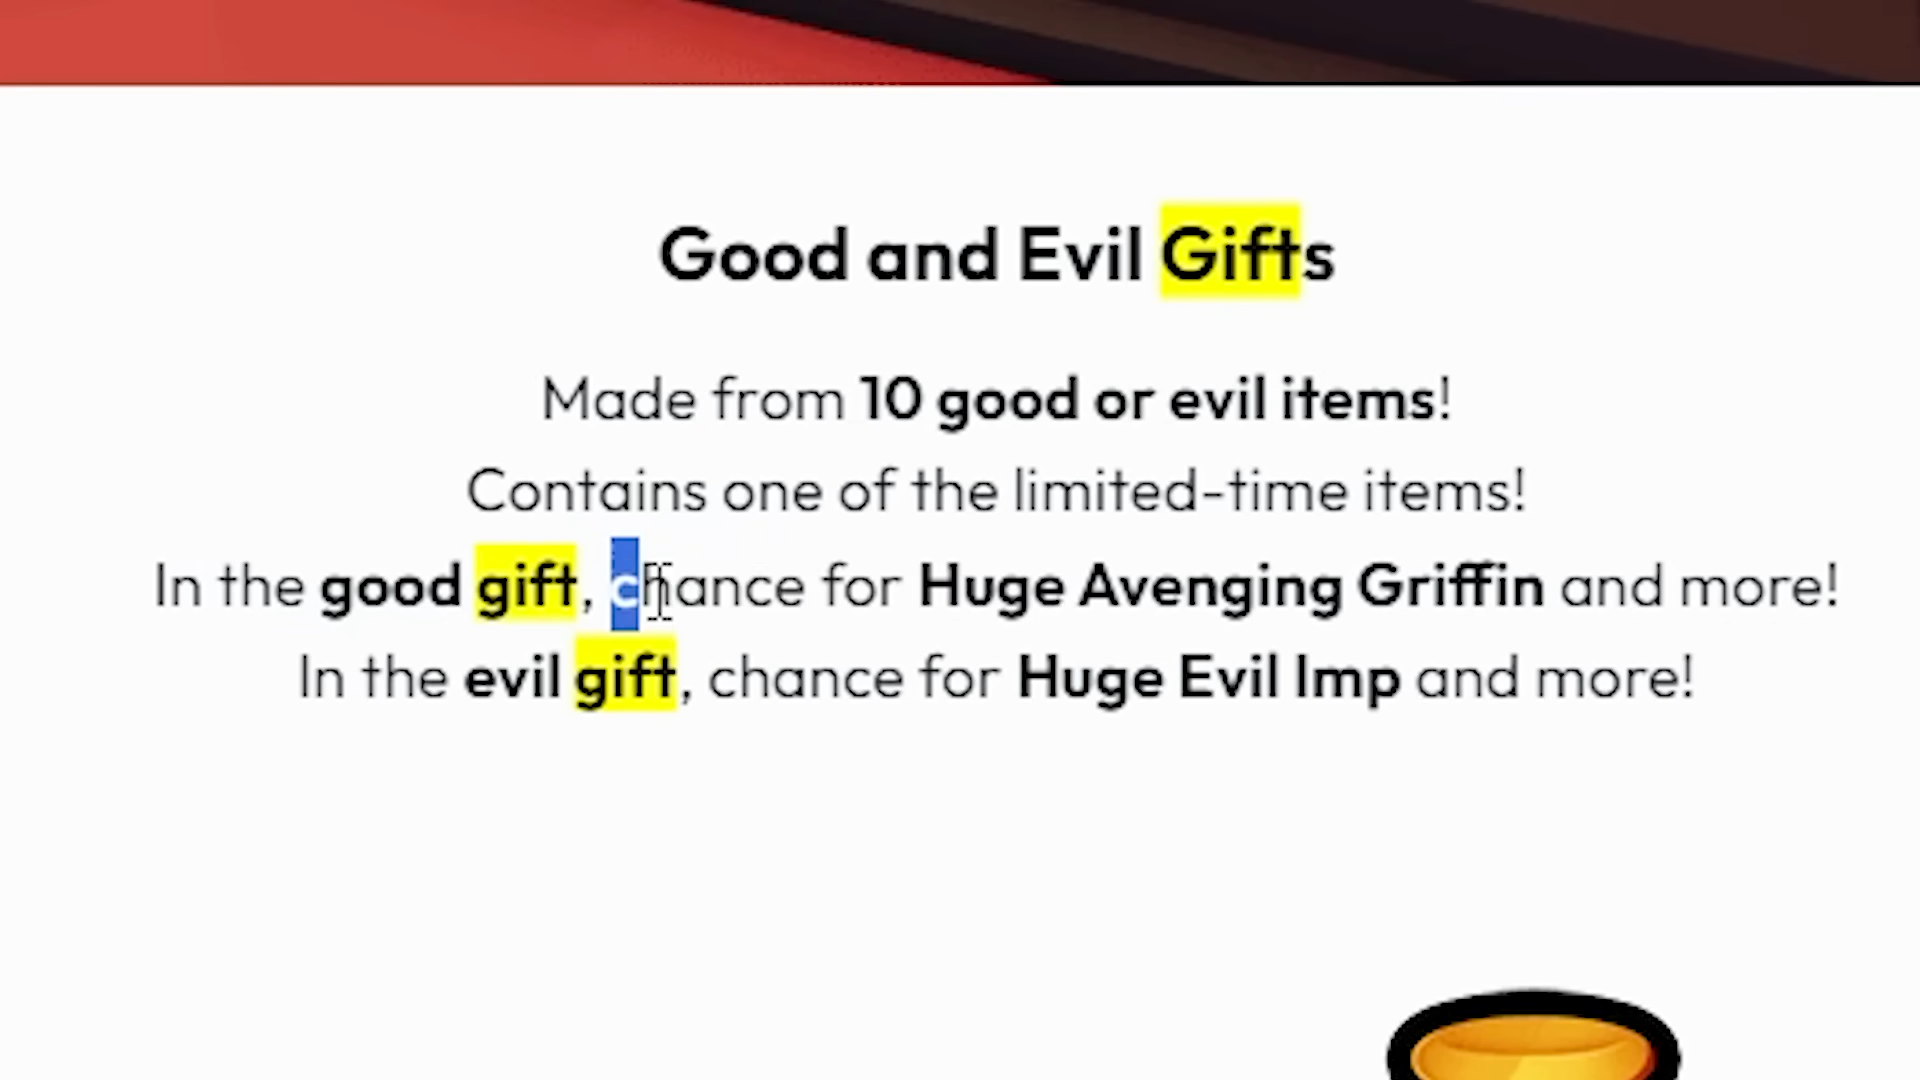 Good and Evil Gifts
Made from 10 good or evil items!
Contains one of the limited-time items!
In the good gift, chance for Huge Avenging Griffin and more!
In the evil gift, chance for Huge Evil Imp and more!